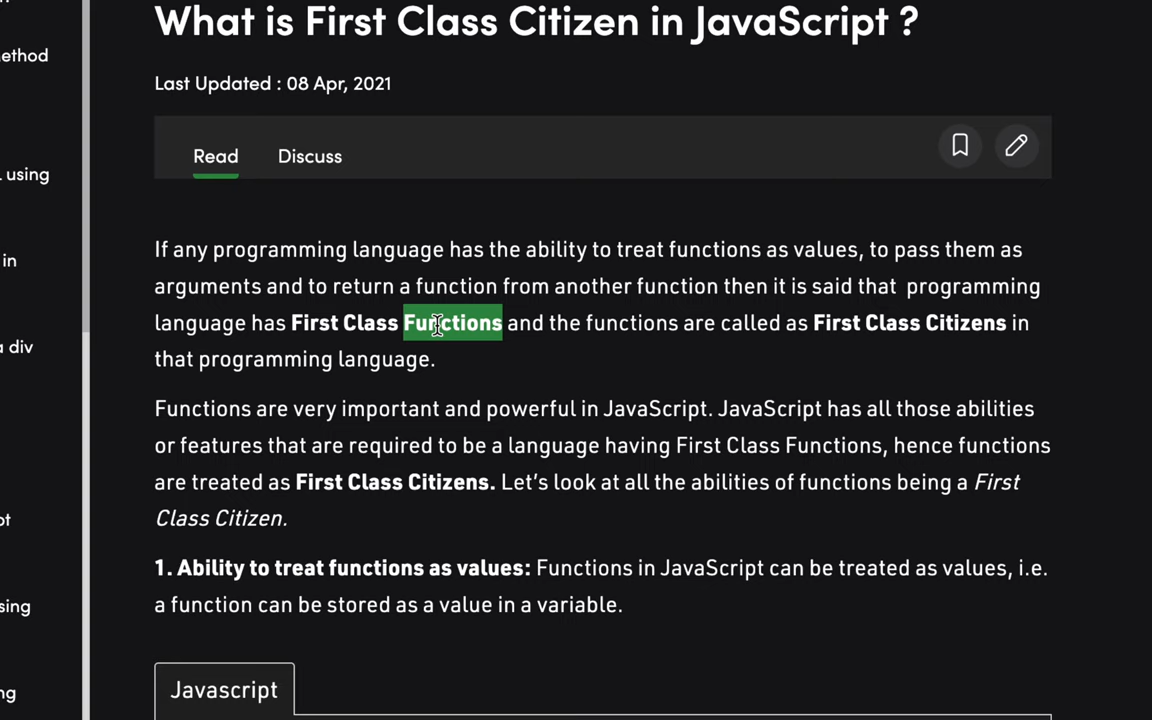 What is First Class Citizen in JavaScript ?
ethod
Last Updated : 08 Apr, 2021
Read Discuss
using
If any programming language has the ability to treat functions as values, to pass them as
in
arguments and to return a function from another function then it is said that programming
language has First Class Functions and the functions are called as First Class Citizens in
a div
that programming language.
Functions are very important and powerful in JavaScript. JavaScript has all those abilities
or features that are required to be a language having First Class Functions, hence functions
are treated as First Class Citizens. Let’s look at all the abilities of functions being a First
ot
Class Citizen.
1. Ability to treat functions as values: Functions in JavaScript can be treated as values, i.e.
sing
a function can be stored as a value in a variable.
ng
Javascript